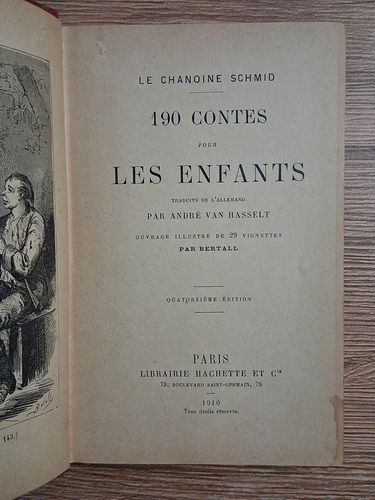 LE CHANOINE SCHMID
190 CONTES
POUR
LES ENFANTS
TRADUITS DE L'ALLEMAND
PAR ANDRÉ VAN HASSELT
OUVRAGE ILLUSTRÉ DE 29 VIGNETTES
PAR BERTALL
QUATORZIÈME ÉDITION
PARIS
LIBRAIRIE HACHETTE ET Cie
79, BOULEVARD SAINT-GERMAIN, 79
1910
Tous droits réservés.